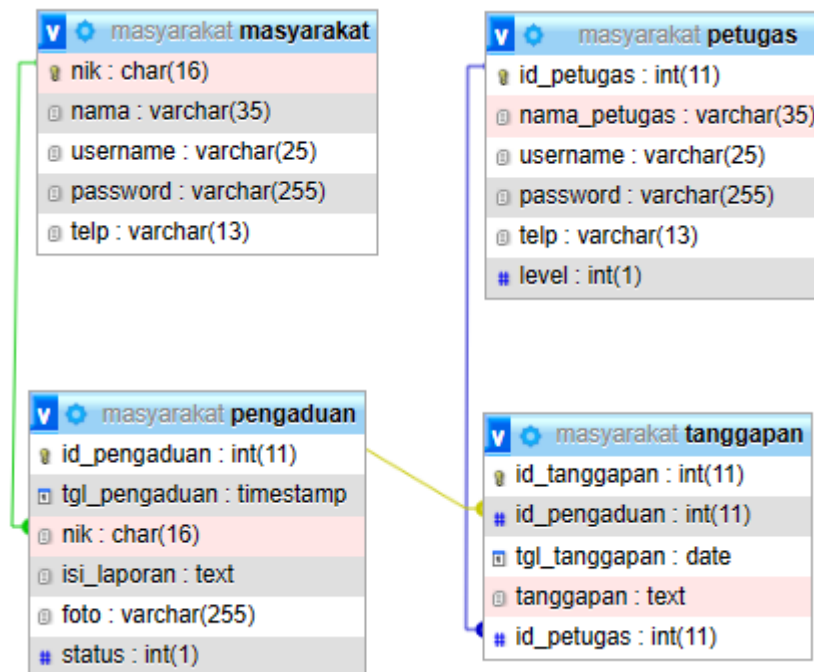 masyarakat masyarakat
nik : char(16)
nama : varchar(35)
username : varchar(25)
password : varchar(255)
telp : varchar(13)
masyarakat petugas
id_petugas : int(11)
nama_petugas : varchar(35)
username : varchar(25)
password : varchar(255)
telp : varchar(13)
# level : int(1)
masyarakat pengaduan
id_pengaduan : int(11)
tgl_pengaduan : timestamp
nik : char(16)
isi_laporan : text
foto : varchar(255)
# status : int(1)
masyarakat tanggapan
id_tanggapan : int(11)
# id_pengaduan : int(11)
tgl_tanggapan : date
tanggapan : text
# id_petugas : int(11)